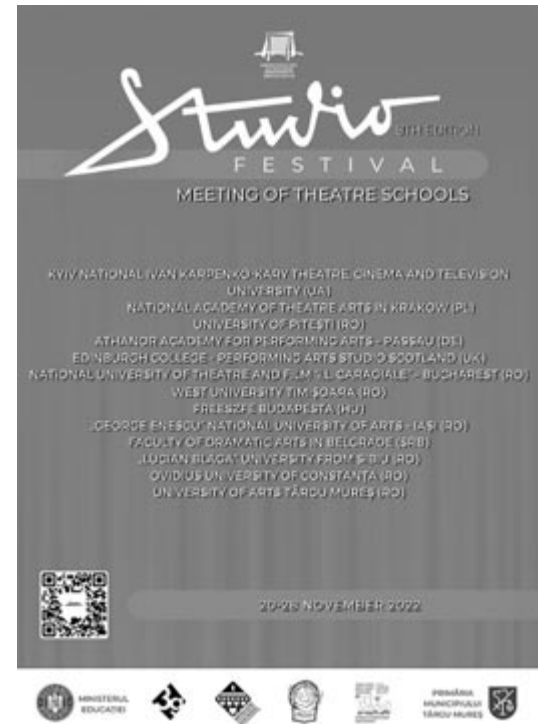 Studio
9TH EDITION
FESTIVAL
MEETING OF THEATRE SCHOOLS
KYIV NATIONAL IVAN KARPENKO-KARY THEATRE, CINEMA AND TELEVISION
UNIVERSITY (UA)
NATIONAL ACADEMY OF THEATRE ARTS IN KRAKOW (PL)
UNIVERSITY OF PITEȘTI (RO)
ATHANOR ACADEMY FOR PERFORMING ARTS - PASSAU (DE)
EDINBURGH COLLEGE - PERFORMING ARTS STUDIO SCOTLAND (UK)
NATIONAL UNIVERSITY OF THEATRE AND FILM "I.L. CARAGIALE" - BUCHAREST (RO)
WEST UNIVERSITY TIMIȘOARA (RO)
FREESZFE BUDAPESTA (HU)
„GEORGE ENESCU" NATIONAL UNIVERSITY OF ARTS - IAȘI (RO)
FACULTY OF DRAMATIC ARTS IN BELGRADE (SRB)
„LUCIAN BLAGA" UNIVERSITY FROM SIBIU (RO)
OVIDIUS UNIVERSITY OF CONSTANȚA (RO)
UNIVERSITY OF ARTS TÂRGU MUREȘ (RO)
NOVEMBER 2022
MINISTERUL
EDUCAȚIEI
PRIMĂRIA
MUNICIPIULUI
TÂRGU MUREȘ